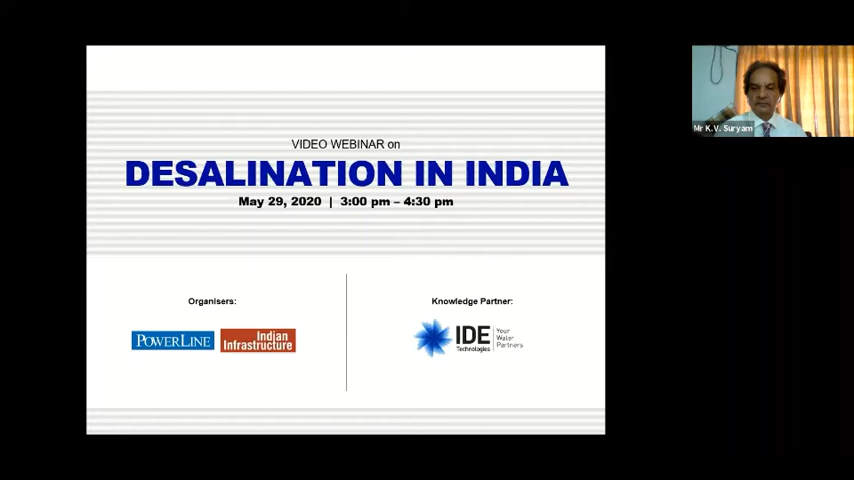 VIDEO WEBINAR on
DESALINATION IN INDIA
May 29, 2020 | 3:00 pm – 4:30 pm
Organisers:
POWERLINE
Indian
Infrastructure
Knowledge Partner:
IDE
Technologies
Your
Water
Partners
Mr K.V. Suryam